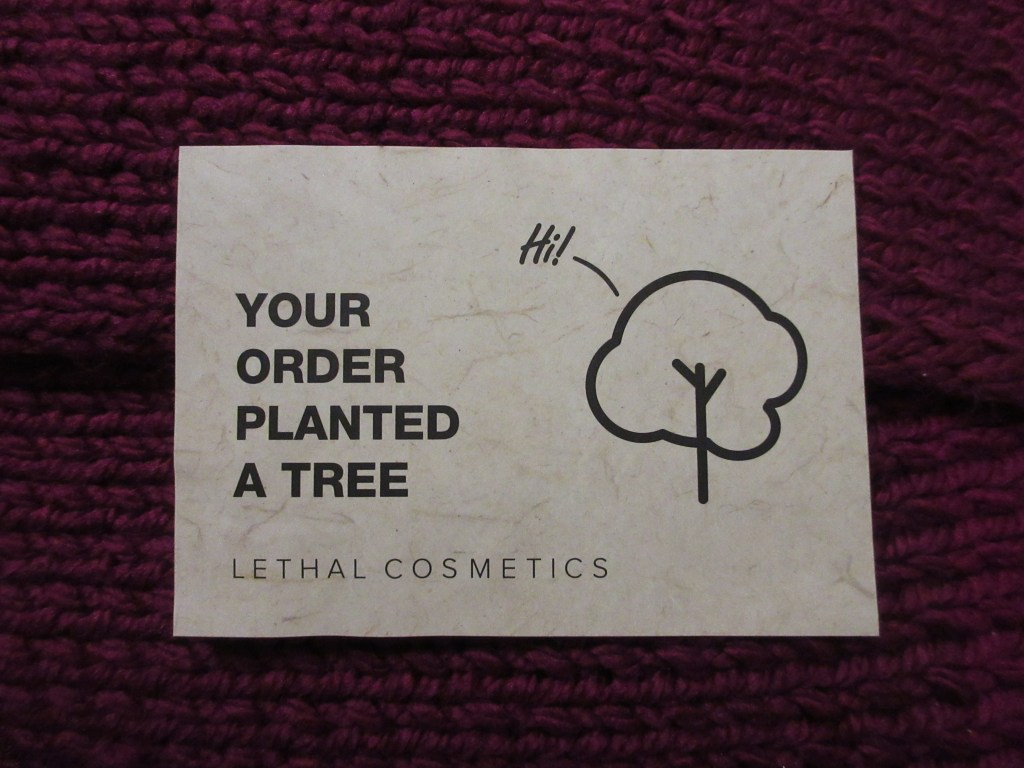 Hi!
YOUR
ORDER
PLANTED
A TREE
LETHAL COSMETICS